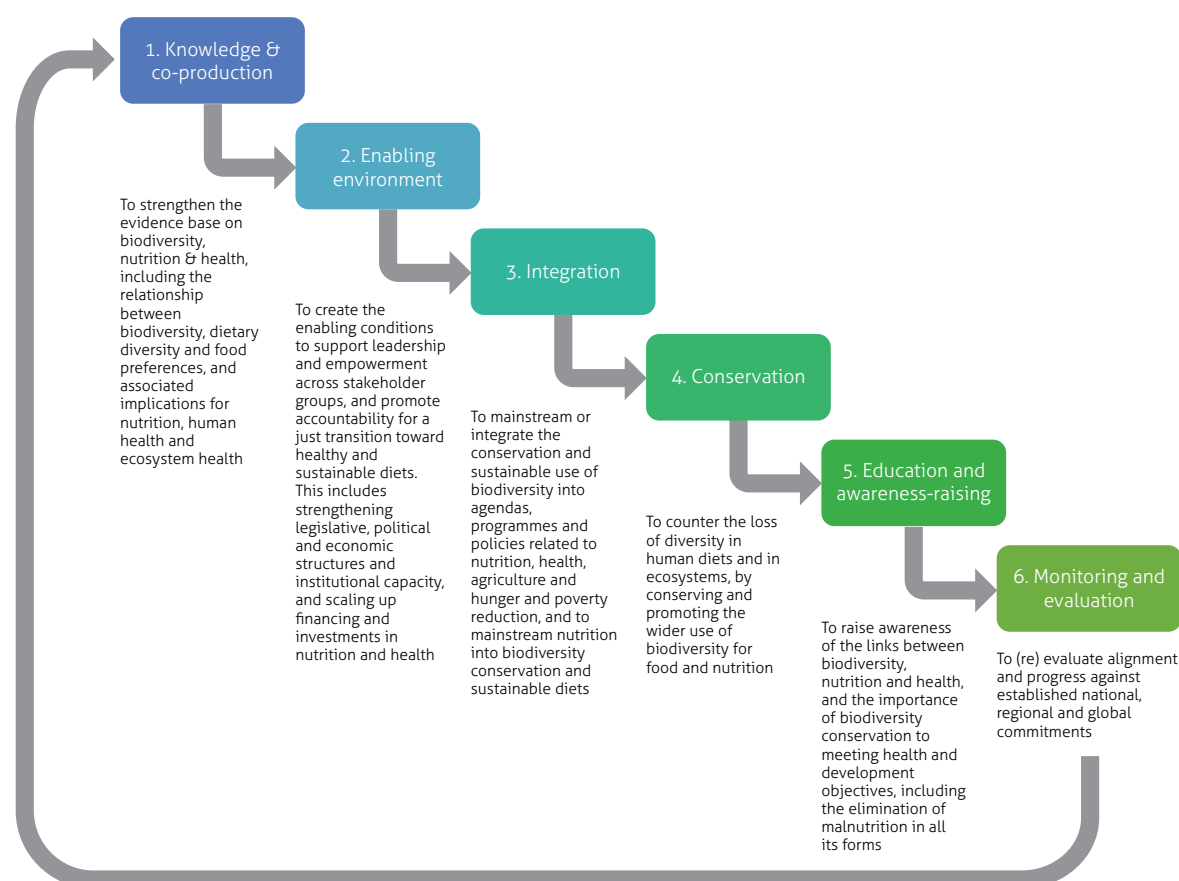 1. Knowledge &
co-production
To strengthen the
evidence base on
biodiversity,
nutrition & health,
including the
relationship
between
biodiversity, dietary
diversity and food
preferences, and
associated
implications for
nutrition, human
health and
ecosystem health
2. Enabling
environment
To create the
enabling conditions
to support leadership
and empowerment
across stakeholder
groups, and promote
accountability for a
just transition toward
healthy and
sustainable diets.
This includes
strengthening
legislative, political
and economic
structures and
institutional capacity,
and scaling up
financing and
investments in
nutrition and health
3. Integration
To mainstream or
integrate the
conservation and
sustainable use of
biodiversity into
agendas,
programmes and
policies related to
nutrition, health,
agriculture and
hunger and poverty
reduction, and to
mainstream nutrition
into biodiversity
conservation and
sustainable diets
4. Conservation
To counter the loss
of diversity in
human diets and in
ecosystems, by
conserving and
promoting the
wider use of
biodiversity for
food and nutrition
5. Education and
awareness-raising
To raise awareness
of the links between
biodiversity,
nutrition and health,
and the importance
of biodiversity
conservation to
meeting health and
development
objectives, including
the elimination of
malnutrition in all
its forms
6. Monitoring and
evaluation
To (re) evaluate alignment
and progress against
established national,
regional and global
commitments